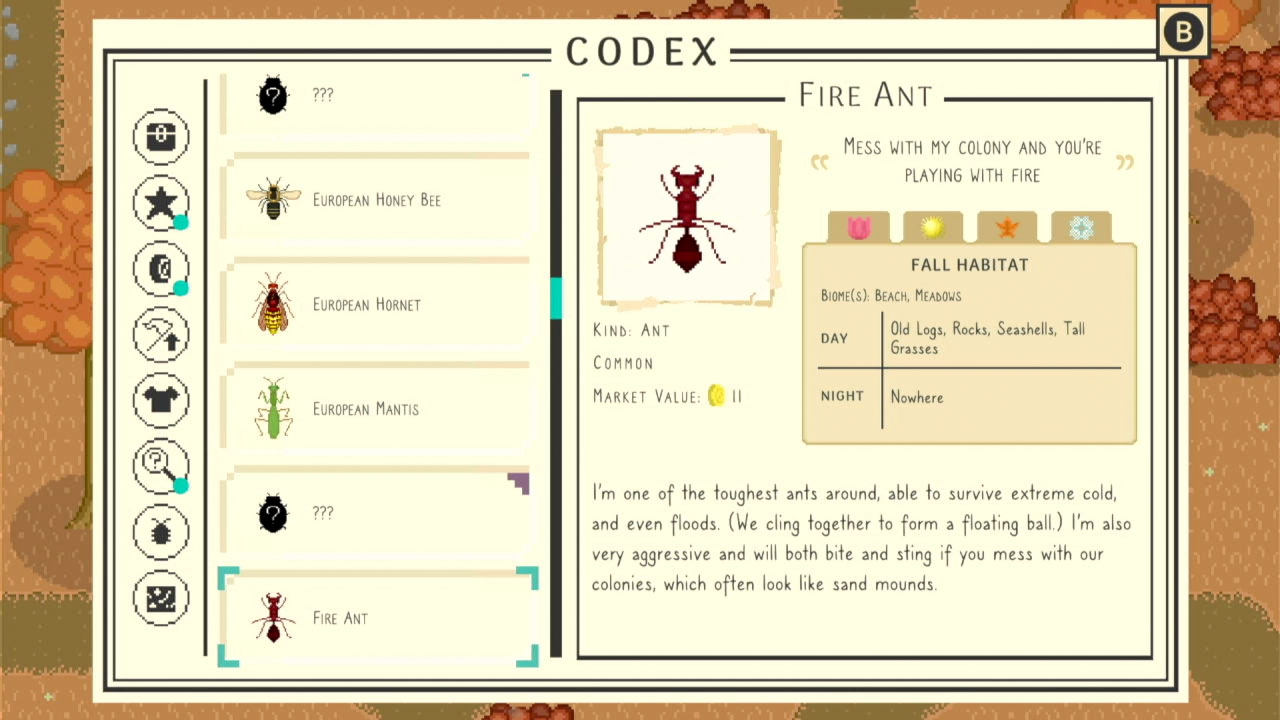 CODEX
B
???
European Honey Bee
European Hornet
European Mantis
???
Fire Ant
Fire Ant
“ Mess with my colony and you're ”
playing with fire
Kind: Ant
Common
Market Value: 11
FALL HABITAT
Biome(s): Beach, Meadows
DAY
Old Logs, Rocks, Seashells, Tall
Grasses
NIGHT
Nowhere
I'm one of the toughest ants around, able to survive extreme cold,
and even floods. (We cling together to form a floating ball.) I'm also
very aggressive and will both bite and sting if you mess with our
colonies, which often look like sand mounds.